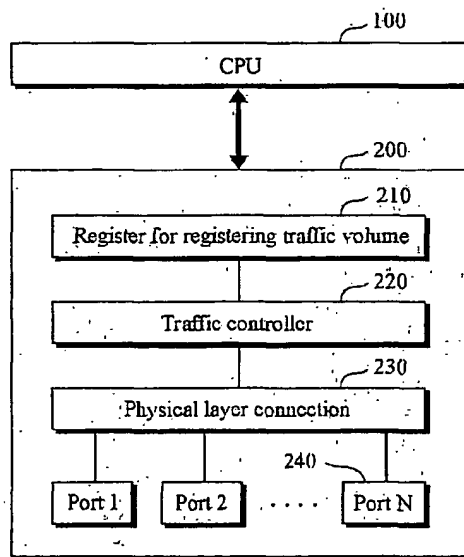 100
CPU
200
210
Register for registering traffic volume
220
Traffic controller
230
Physical layer connection
240
Port 1 Port 2 ..... Port N